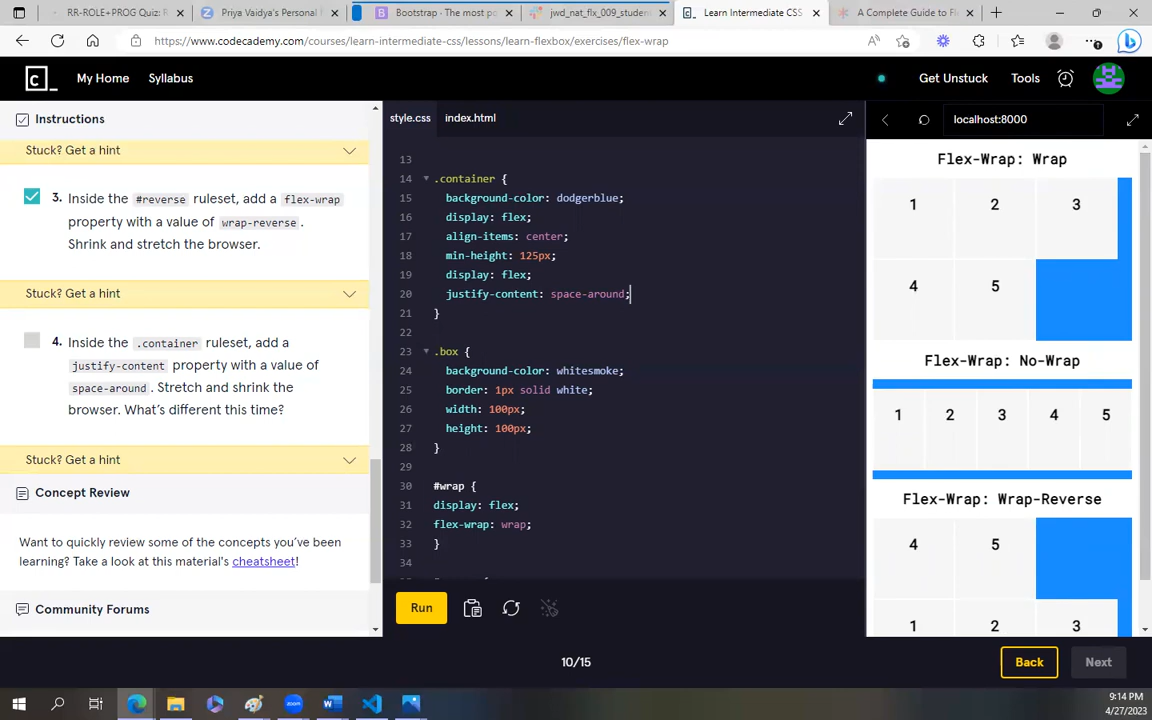 RR-ROLE+PROG Quiz: R
Priya Vaidya's Personal
Bootstrap - The most po
jwd_nat_flx_009_student
Learn Intermediate CSS
A Complete Guide to Fl
https://www.codecademy.com/courses/learn-intermediate-css/lessons/learn-flexbox/exercises/flex-wrap
My Home
Syllabus
Get Unstuck
Tools
Instructions
Stuck? Get a hint
3. Inside the #reverse ruleset, add a flex-wrap
property with a value of wrap-reverse.
Shrink and stretch the browser.
Stuck? Get a hint
4. Inside the .container ruleset, add a
justify-content property with a value of
space-around. Stretch and shrink the
browser. What's different this time?
Stuck? Get a hint
Concept Review
Want to quickly review some of the concepts you've been
learning? Take a look at this material's cheatsheet!
Community Forums
style.css
index.html
13
14 .container {
15 background-color: dodgerblue;
16 display: flex;
17 align-items: center;
18 min-height: 125px;
19 display: flex;
20 justify-content: space-around;
21 }
22
23 .box {
24 background-color: whitesmoke;
25 border: 1px solid white;
26 width: 100px;
27 height: 100px;
28 }
29
30 #wrap {
31 display: flex;
32 flex-wrap: wrap;
33 }
34
Run
localhost:8000
Flex-Wrap: Wrap
1 2 3
4 5
Flex-Wrap: No-Wrap
1 2 3 4 5
Flex-Wrap: Wrap-Reverse
4 5
1 2 3
10/15
Back
Next
9:14 PM
4/27/2023